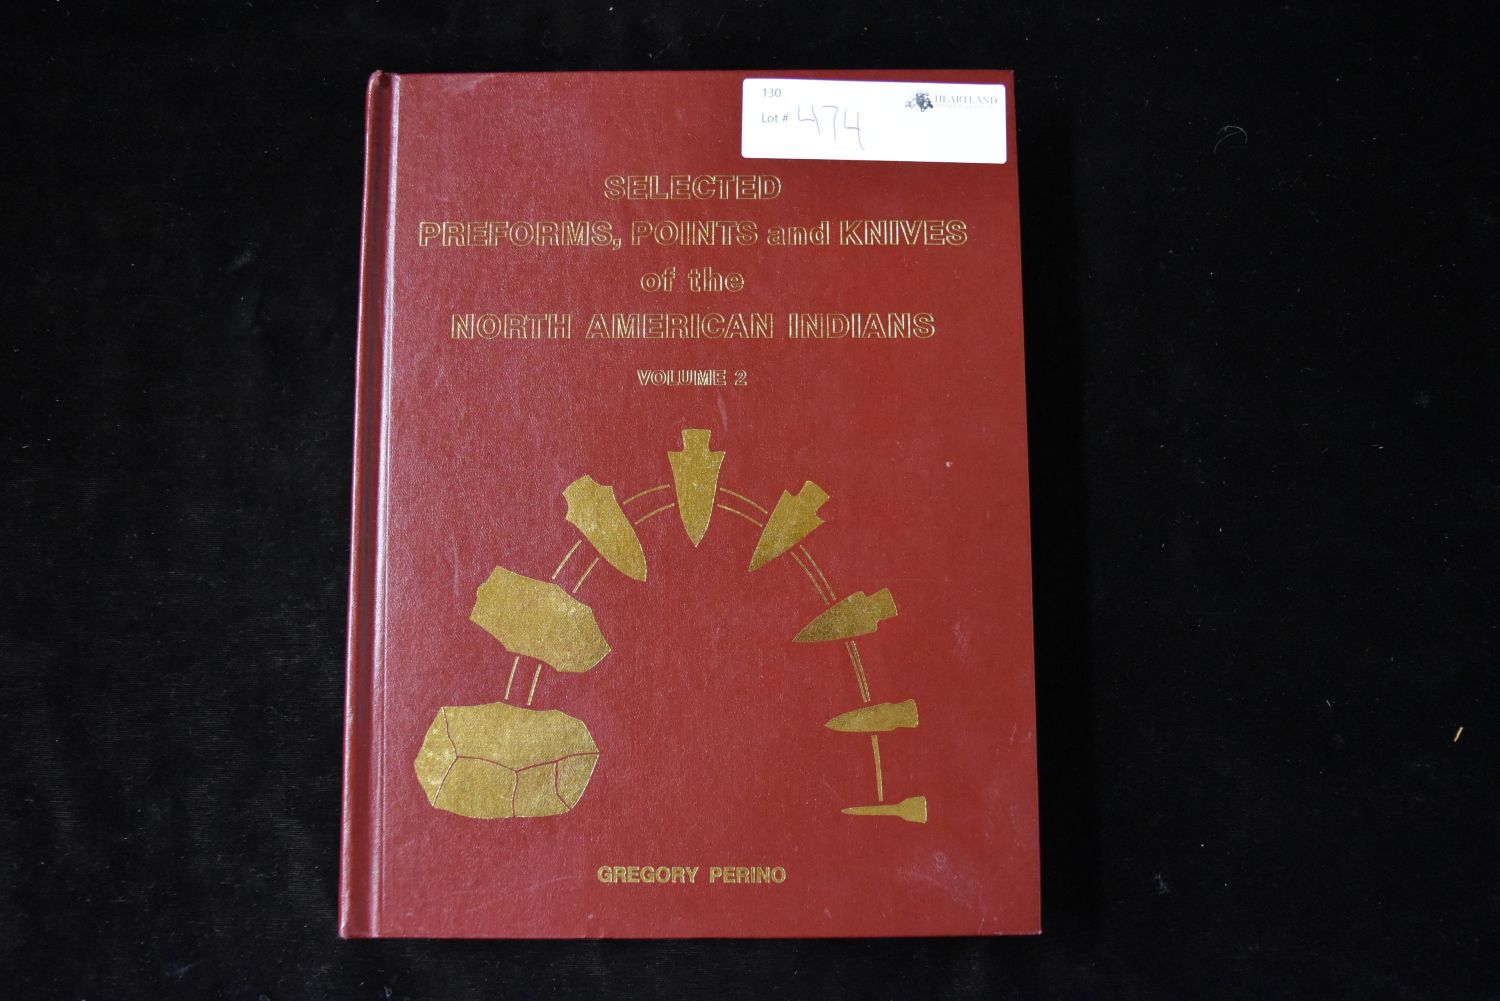 130
HEARTLAND
Lot # 474
SELECTED
PREFORMS, POINTS and KNIVES
of the
NORTH AMERICAN INDIANS
VOLUME 2
GREGORY PERINO